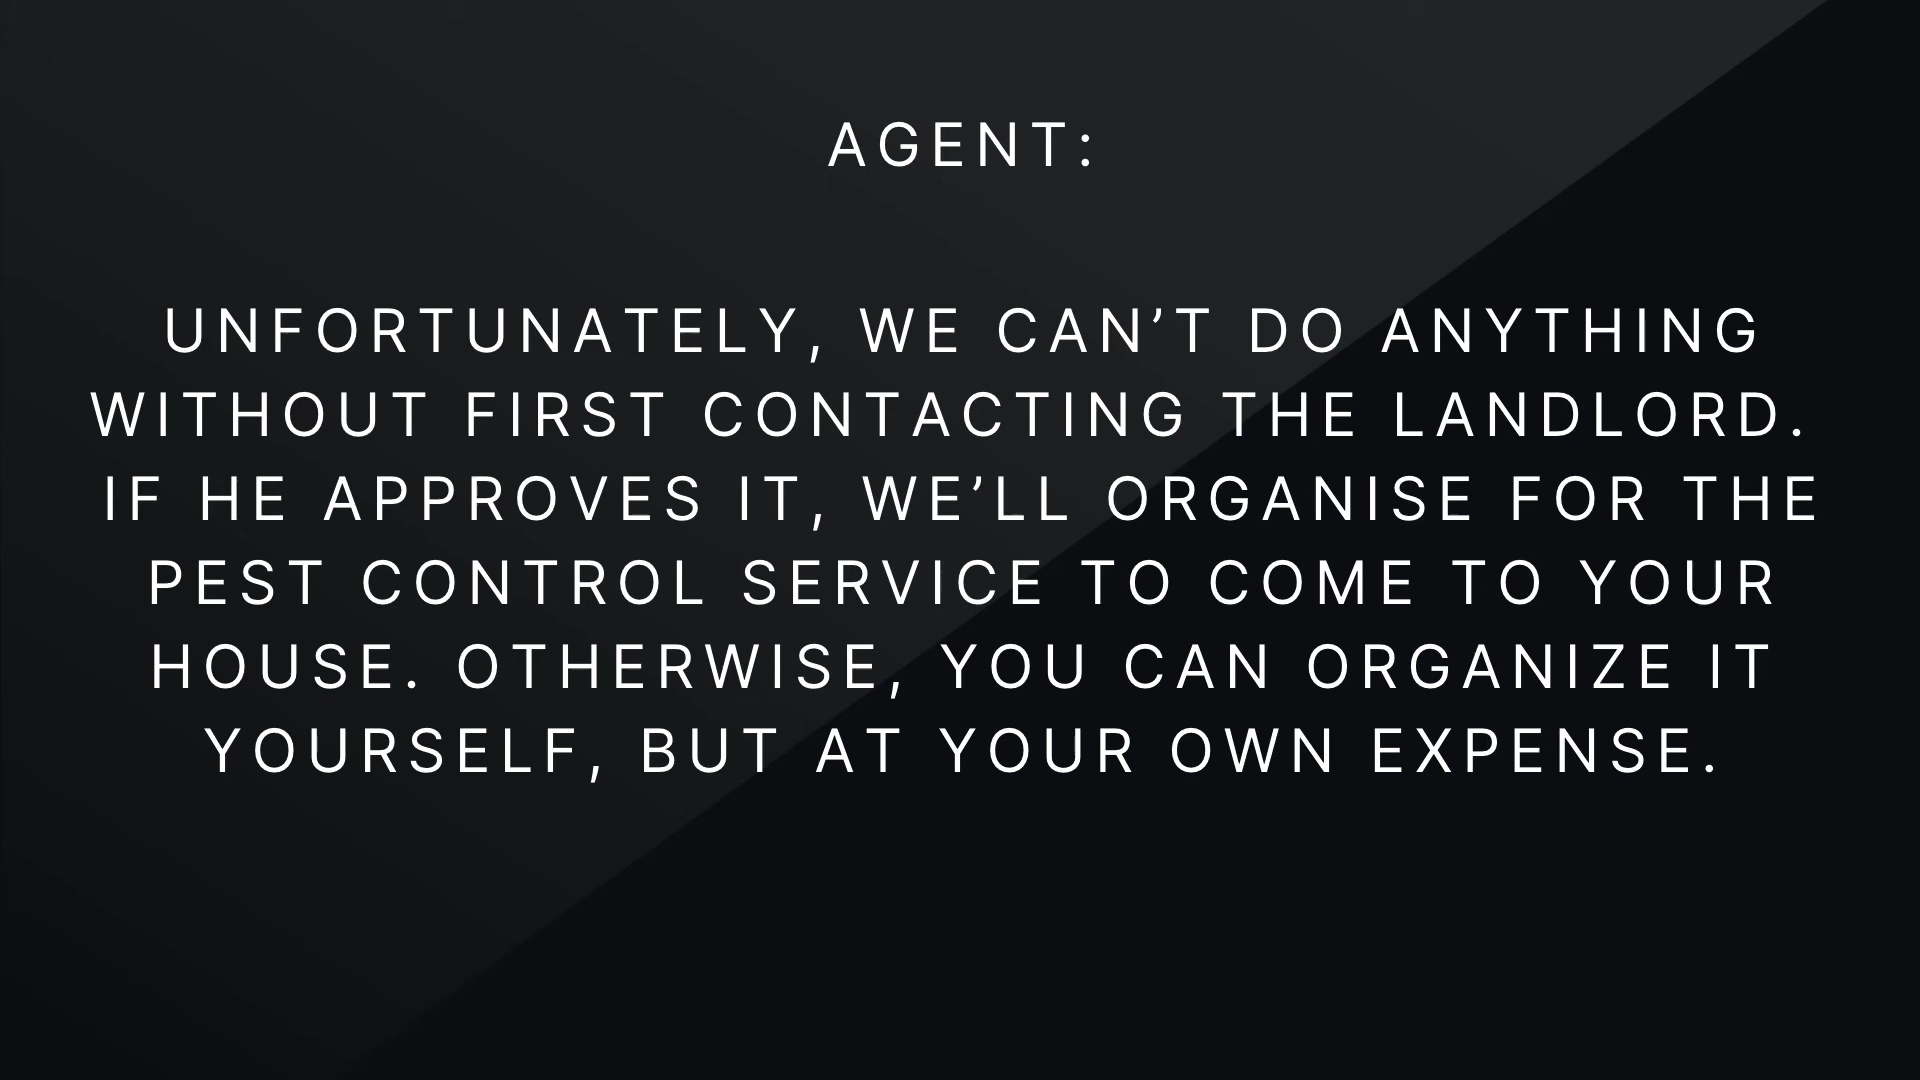 AGENT:
UNFORTUNATELY, WE CAN’T DO ANYTHING
WITHOUT FIRST CONTACTING THE LANDLORD.
IF HE APPROVES IT, WE’LL ORGANISE FOR THE
PEST CONTROL SERVICE TO COME TO YOUR
HOUSE. OTHERWISE, YOU CAN ORGANIZE IT
YOURSELF, BUT AT YOUR OWN EXPENSE.